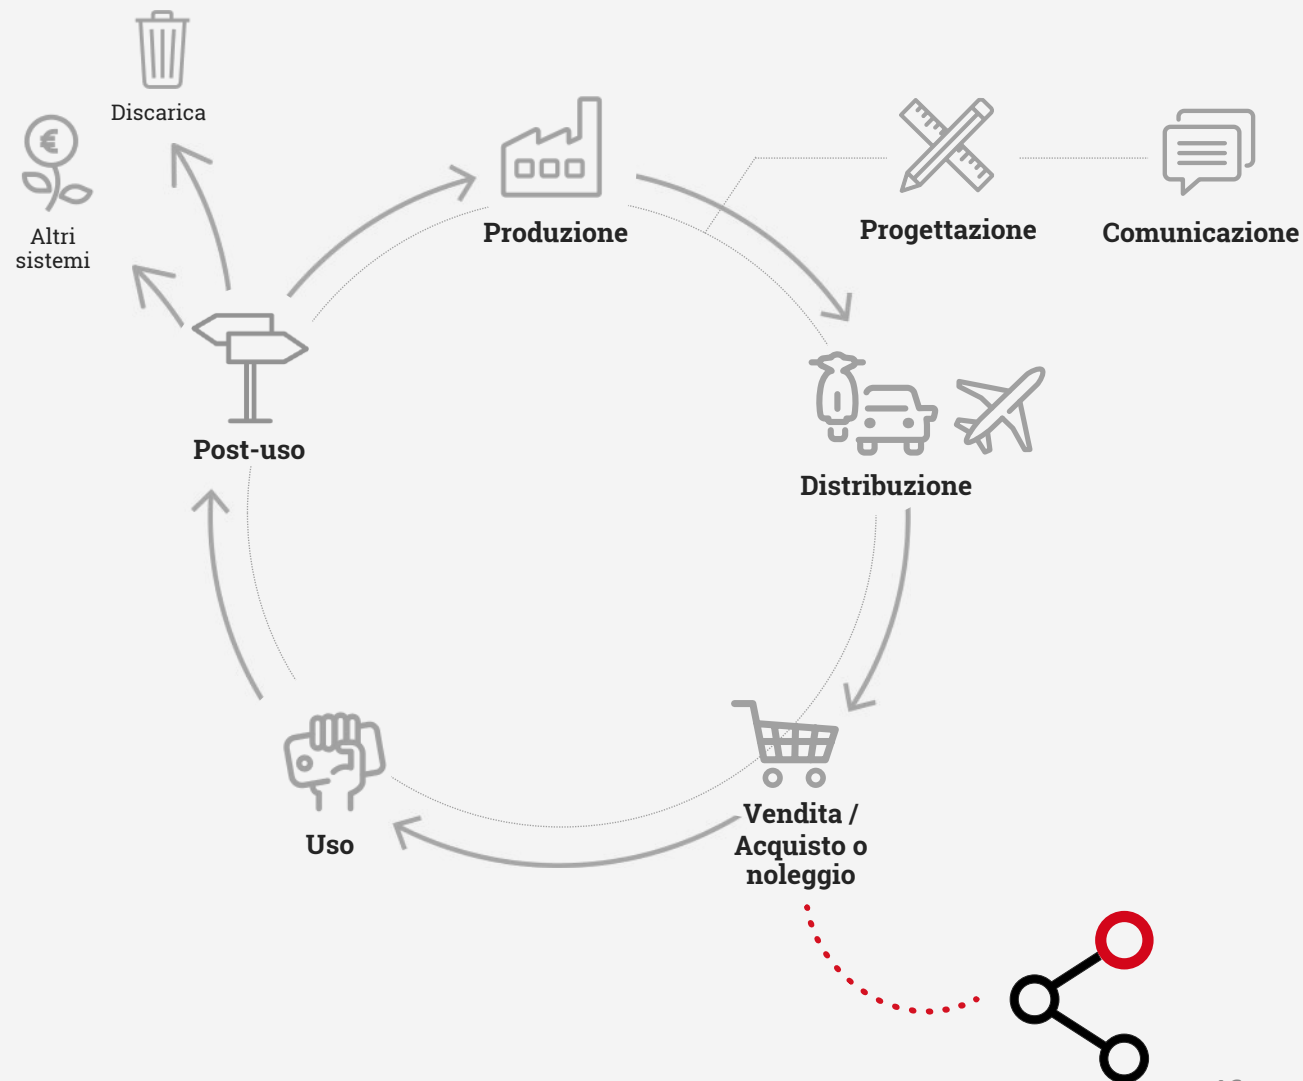 Discarica
Altri
sistemi
Produzione
Progettazione
Comunicazione
Distribuzione
Post-uso
Vendita /
Acquisto o
noleggio
Uso
€